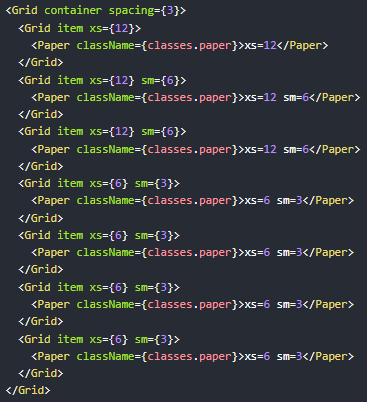 <Grid container spacing={3}>
  <Grid item xs={12}>
    <Paper className={classes.paper}>xs=12</Paper>
  </Grid>
  <Grid item xs={12} sm={6}>
    <Paper className={classes.paper}>xs=12 sm=6</Paper>
  </Grid>
  <Grid item xs={12} sm={6}>
    <Paper className={classes.paper}>xs=12 sm=6</Paper>
  </Grid>
  <Grid item xs={6} sm={3}>
    <Paper className={classes.paper}>xs=6 sm=3</Paper>
  </Grid>
  <Grid item xs={6} sm={3}>
    <Paper className={classes.paper}>xs=6 sm=3</Paper>
  </Grid>
  <Grid item xs={6} sm={3}>
    <Paper className={classes.paper}>xs=6 sm=3</Paper>
  </Grid>
  <Grid item xs={6} sm={3}>
    <Paper className={classes.paper}>xs=6 sm=3</Paper>
  </Grid>
</Grid>